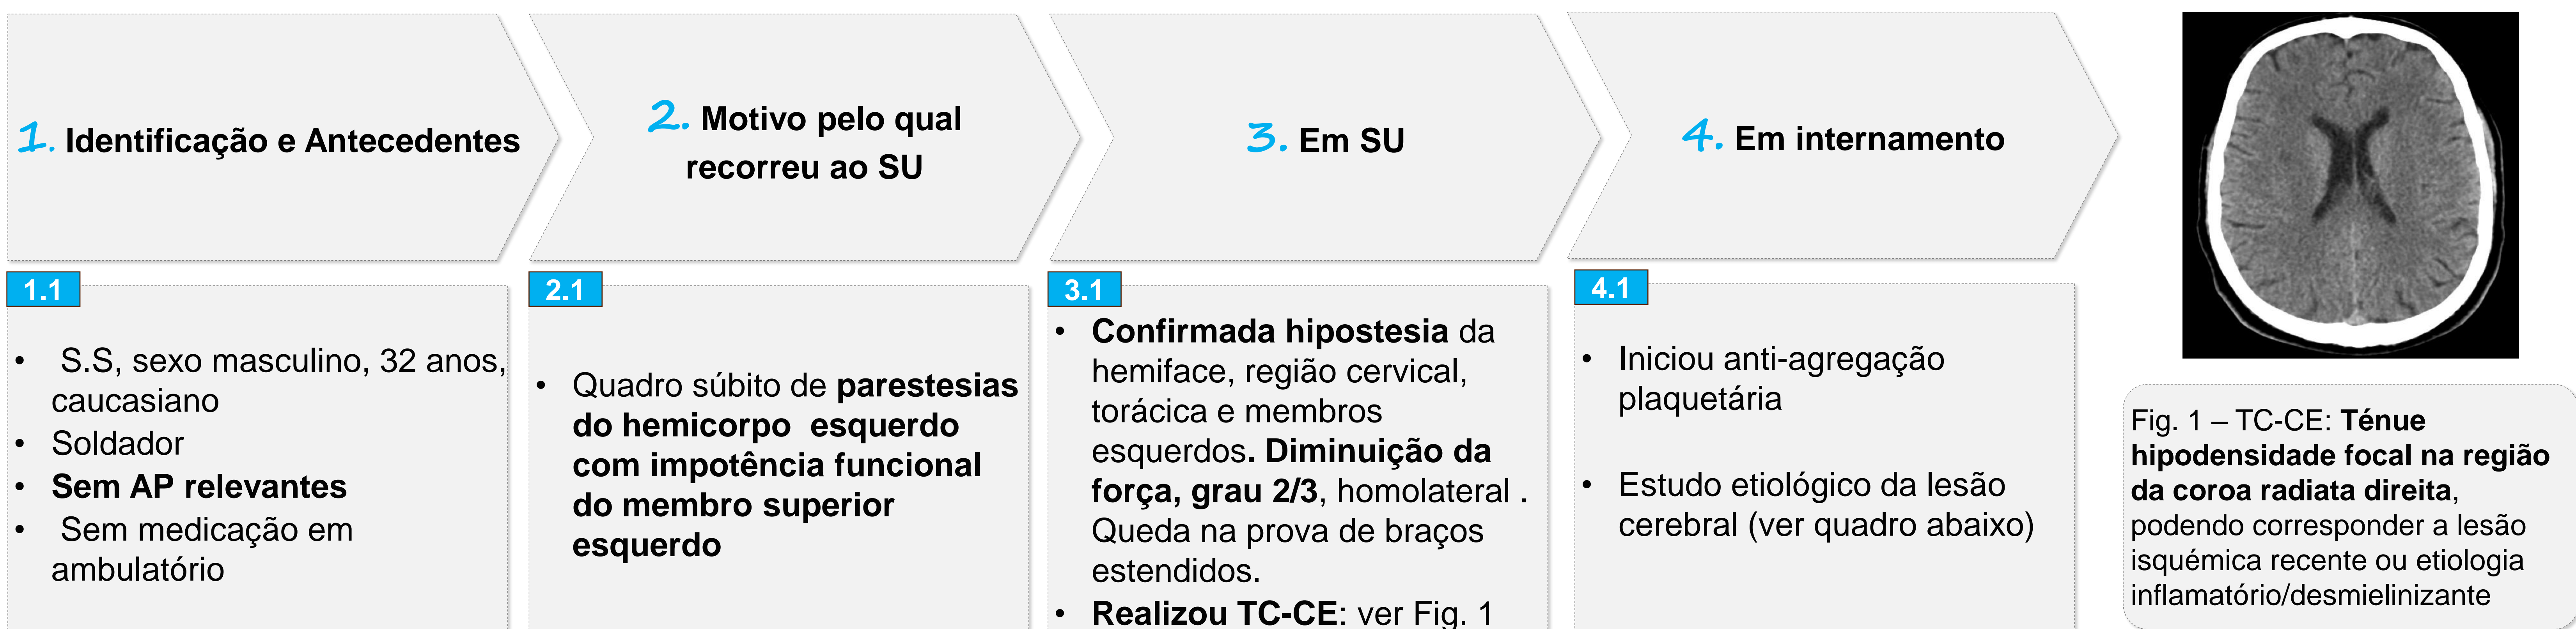 1. Identificação e Antecedentes
2. Motivo pelo qual
recorreu ao SU
3. Em SU
4. Em internamento
1.1
• S.S, sexo masculino, 32 anos,
caucasiano
• Soldador
• Sem AP relevantes
• Sem medicação em
ambulatório
2.1
• Quadro súbito de parestesias
do hemicorpo esquerdo
com impotência funcional
do membro superior
esquerdo
3.1
• Confirmada hipostesia da
hemiface, região cervical,
torácica e membros
esquerdos. Diminuição da
força, grau 2/3, homolateral .
Queda na prova de braços
estendidos.
• Realizou TC-CE: ver Fig. 1
4.1
• Iniciou anti-agregação
plaquetária
• Estudo etiológico da lesão
cerebral (ver quadro abaixo)
Fig. 1 – TC-CE: Ténue
hipodensidade focal na região
da coroa radiata direita,
podendo corresponder a lesão
isquémica recente ou etiologia
inflamatório/desmielinizante